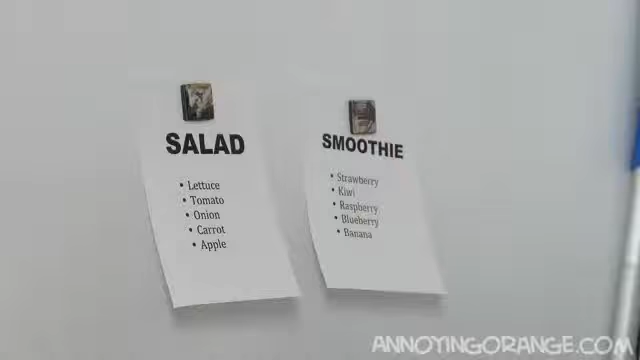 SALAD
• Lettuce
• Tomato
• Onion
• Carrot
• Apple
SMOOTHIE
• Strawberry
• Kiwi
• Raspberry
• Blueberry
• Banana
ANNOYINGORANGE.COM